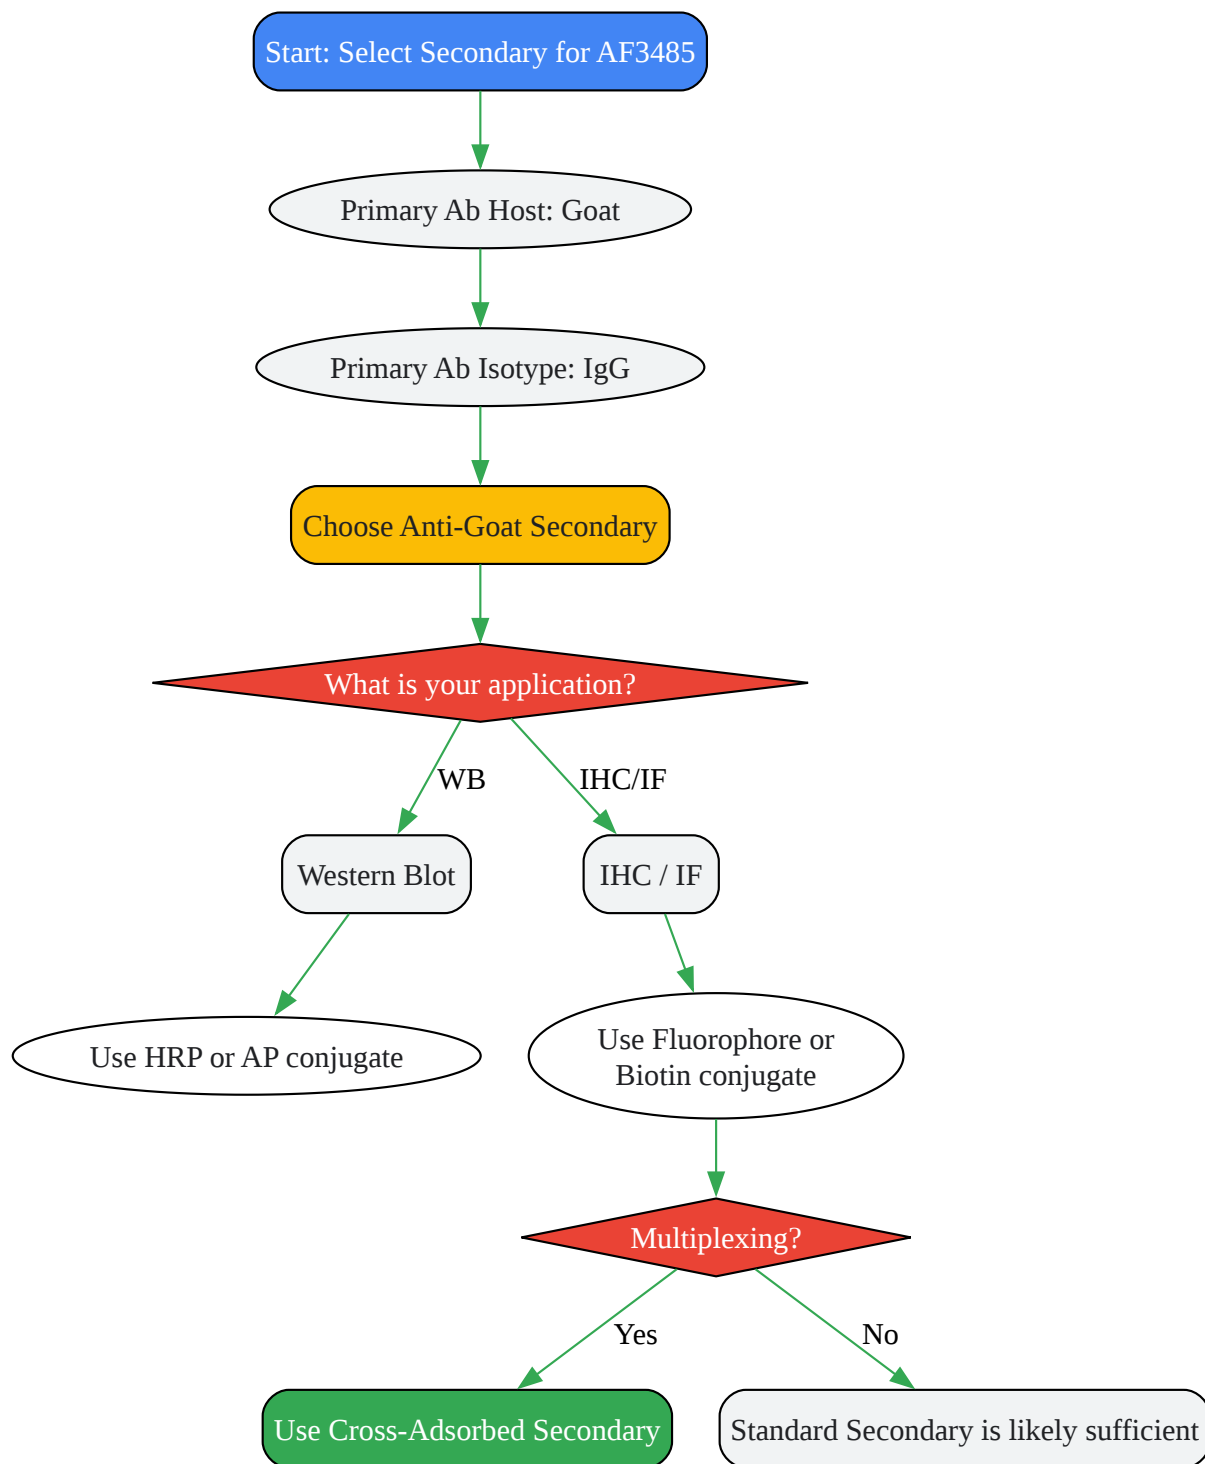 Start: Select Secondary for AF3485
Primary Ab Host: Goat
Primary Ab Isotype: IgG
Choose Anti-Goat Secondary
What is your application?
WB
IHC/IF
Western Blot
IHC / IF
Use HRP or AP conjugate
Use Fluorophore or
Biotin conjugate
Multiplexing?
Yes
No
Use Cross-Adsorbed Secondary
Standard Secondary is likely sufficient